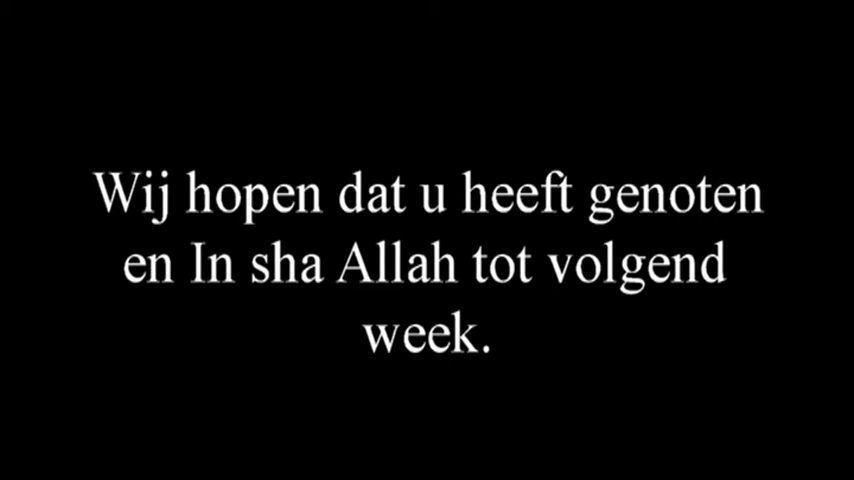 Wij hopen dat u heeft genoten
en In sha Allah tot volgend
week.